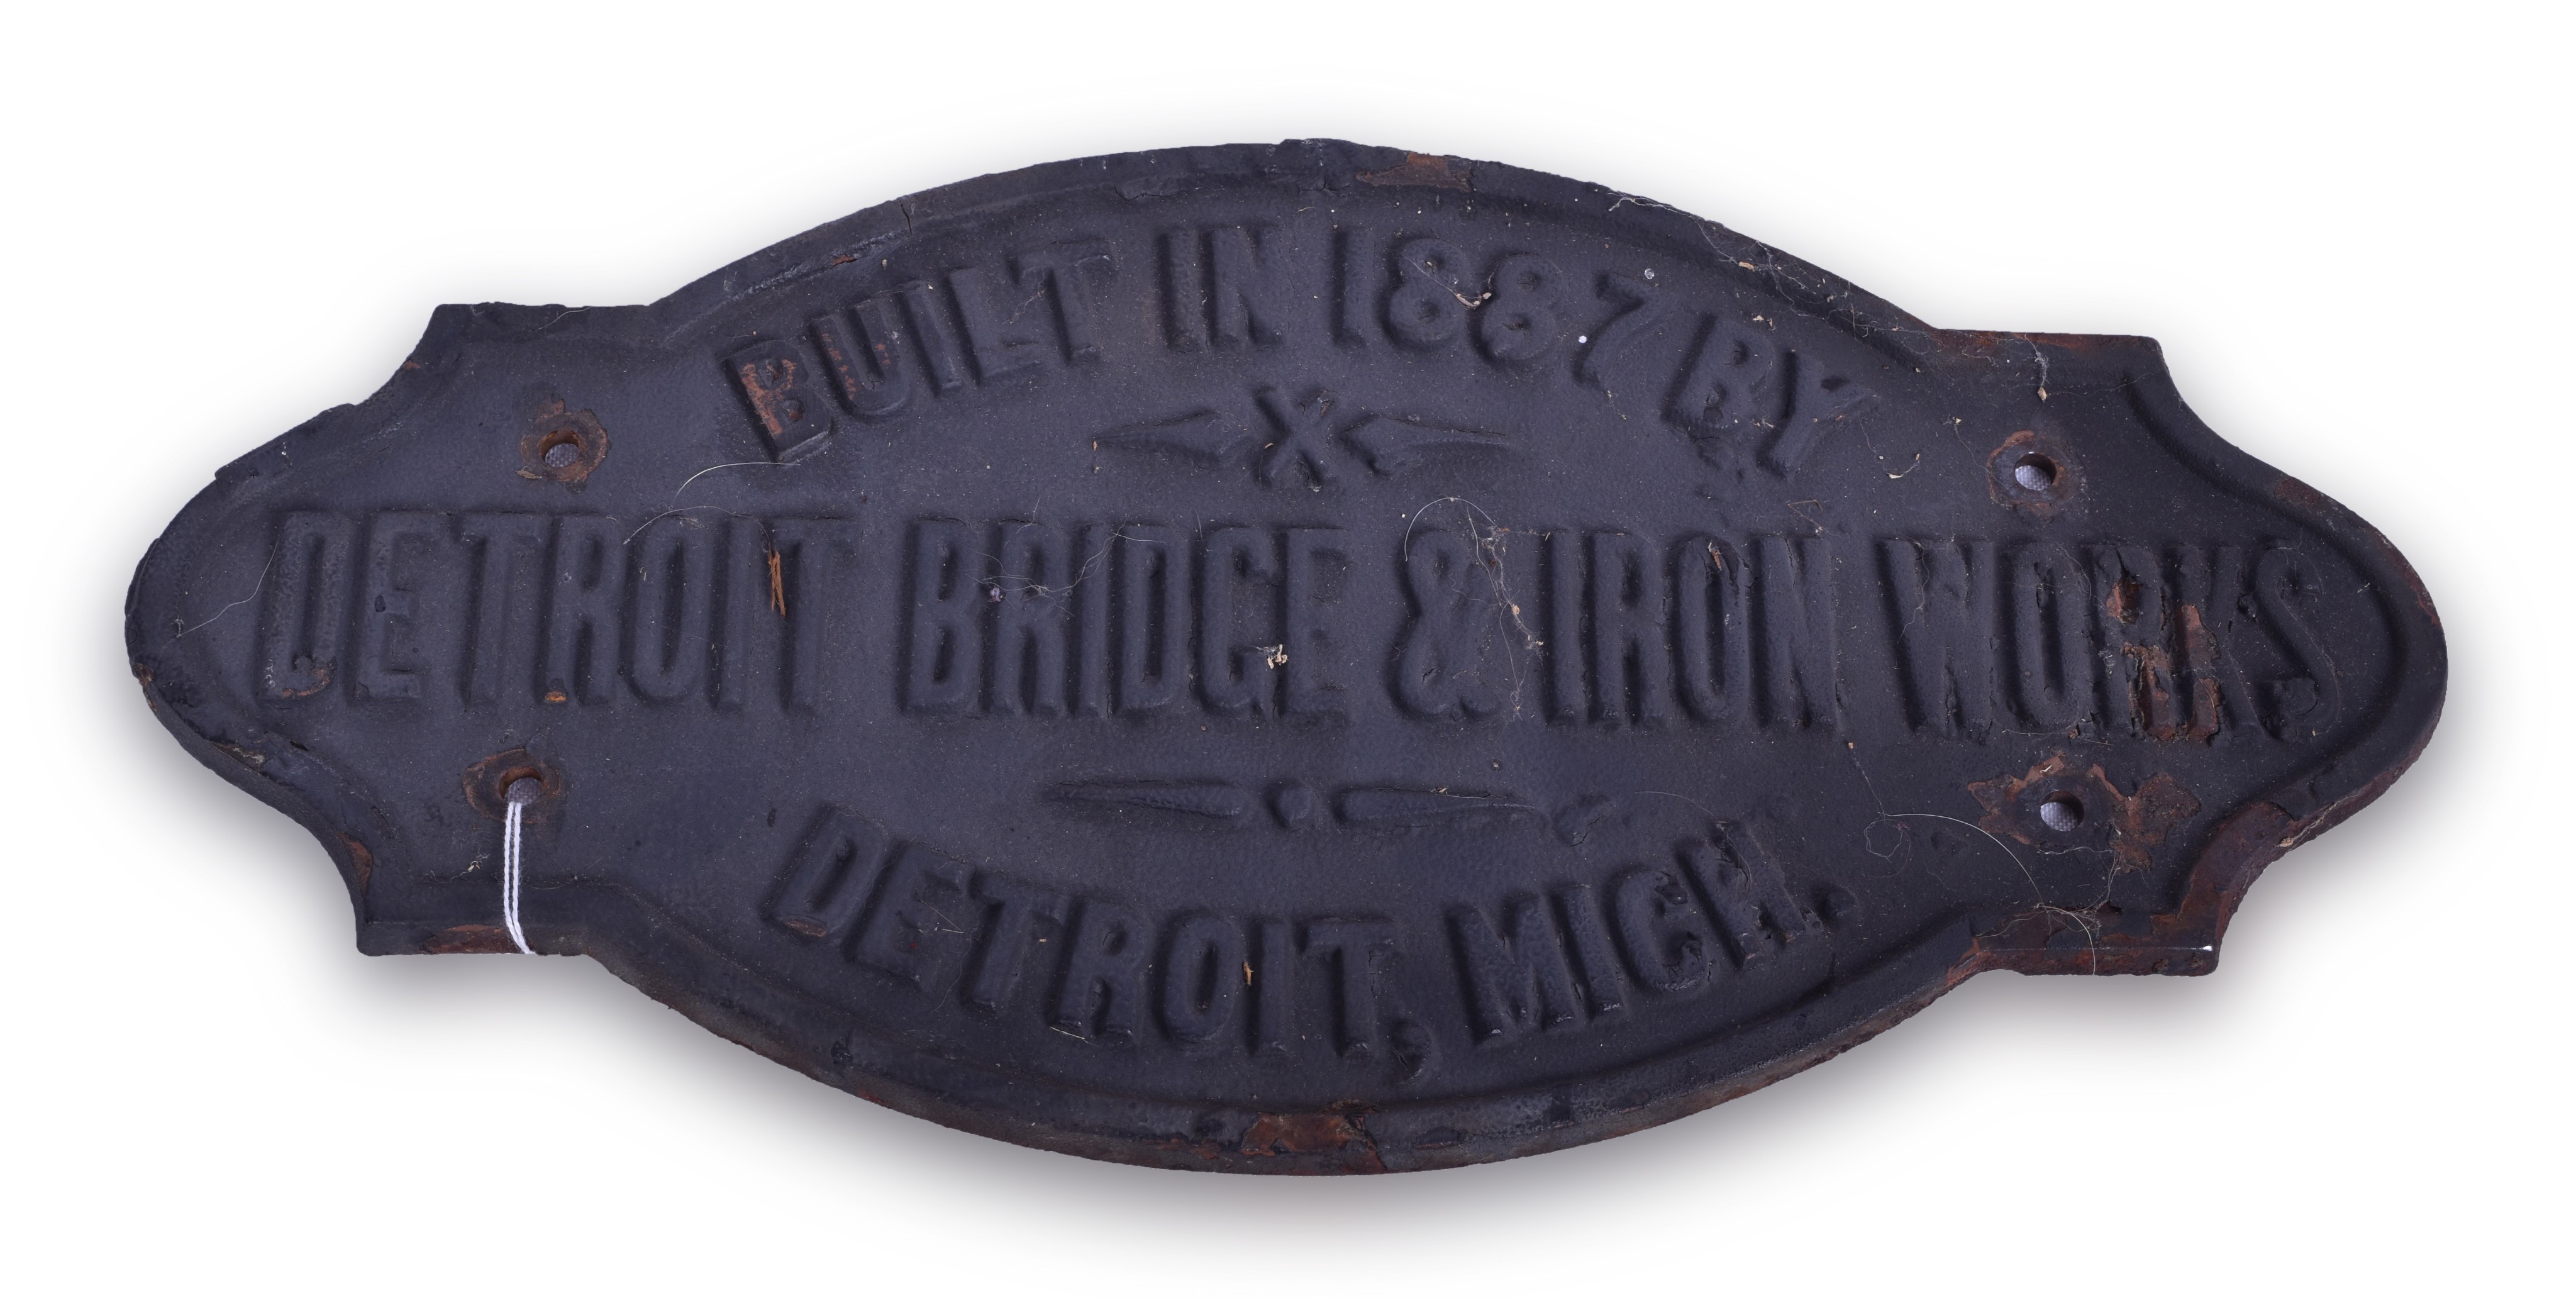 BUILT IN 1887 BY
DETROIT BRIDGE & IRON WORKS
DETROIT, MICH.